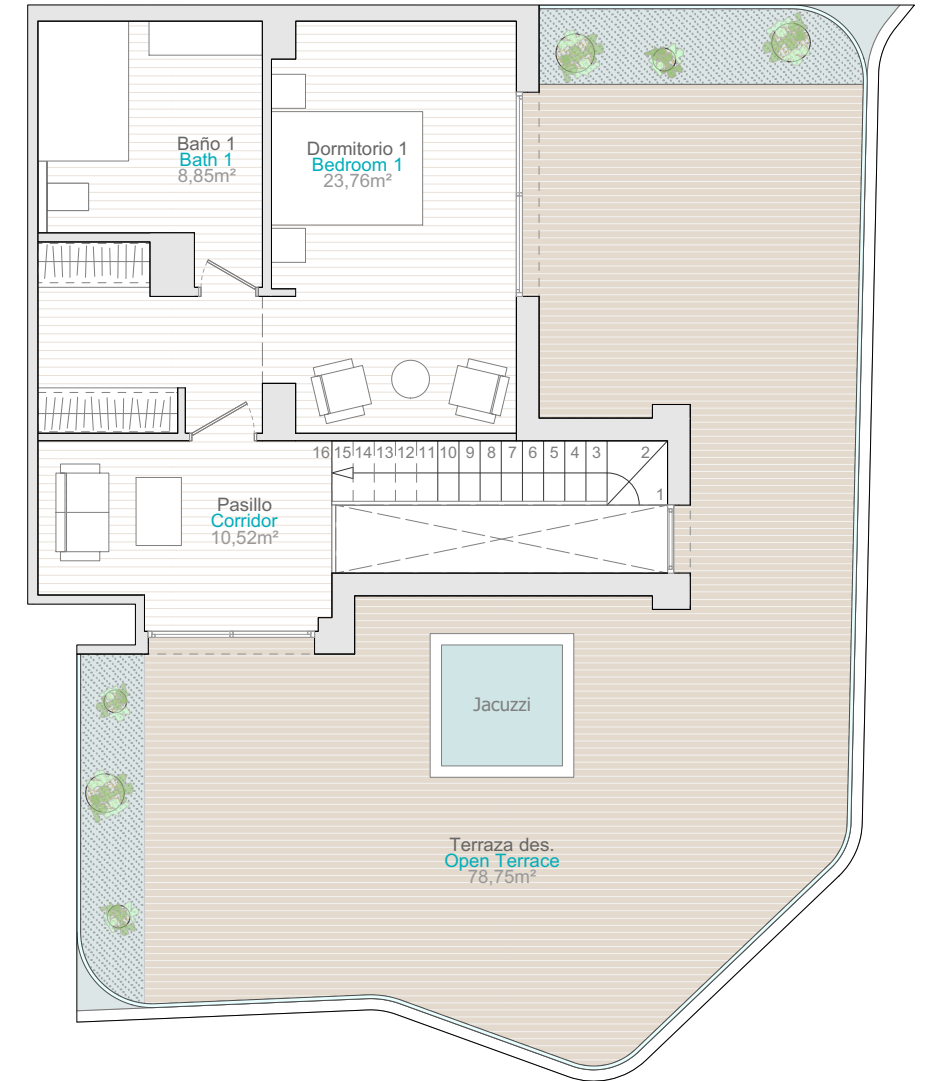 Baño 1
Bath 1
8,85m²
Dormitorio 1
Bedroom 1
23,76m²
16 15 14 13 12 11 10 9 8 7 6 5 4 3 2
1
Pasillo
Corridor
10,52m²
Jacuzzi
Terraza des.
Open Terrace
78,75m²